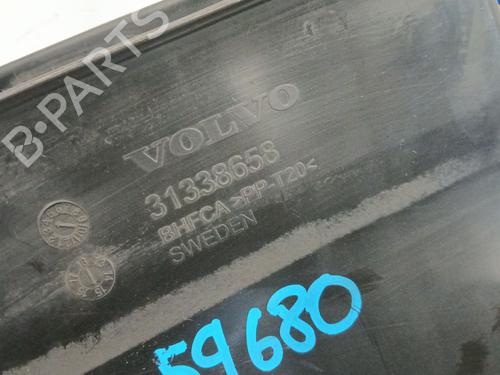 B-PARTS
VOLVO
31338658
BHFCA >PP-T20<
SWEDEN
59680